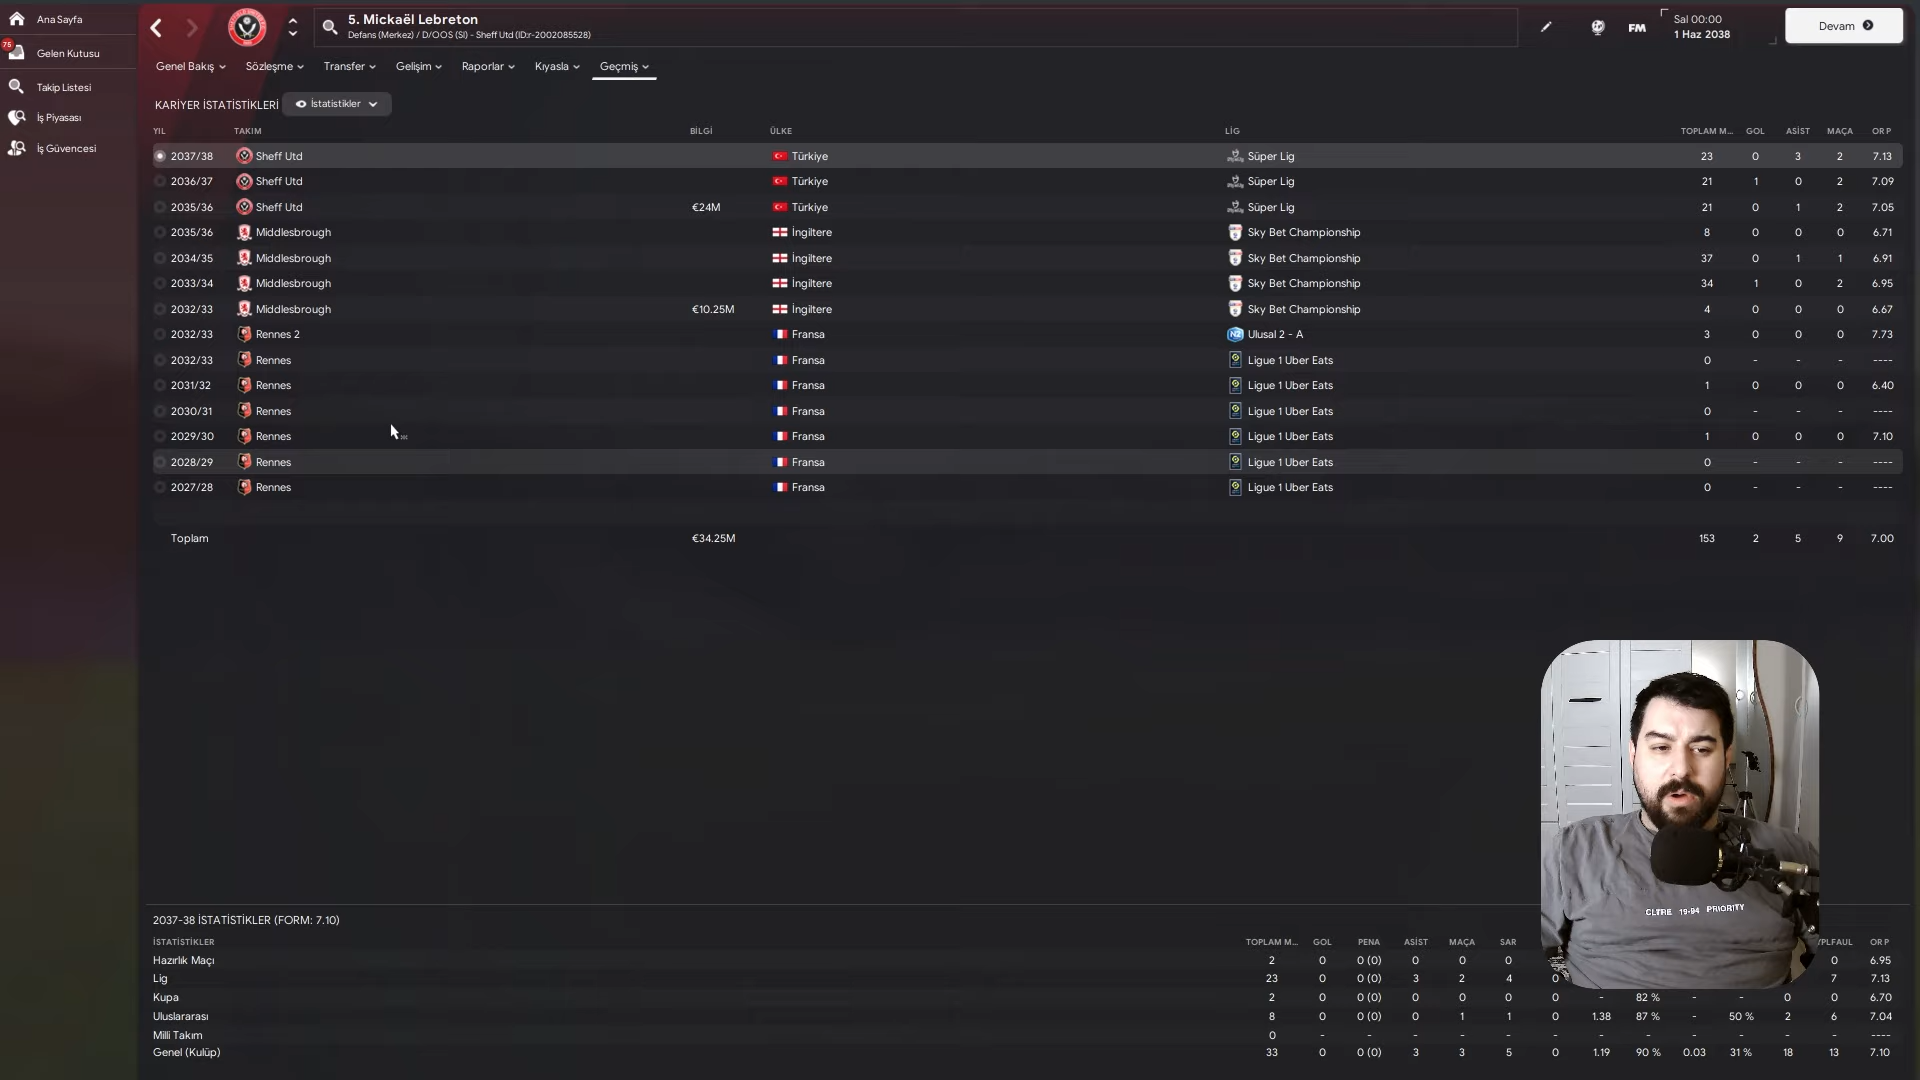 Ana Sayfa
75
Gelen Kutusu
Takip Listesi
İş Piyasası
İş Güvencesi
5. Mickaël Lebreton
Defans (Merkez) / D/OOS (Sl) - Sheff Utd (ID:r-2002085528)
FM
Sal 00:00
1 Haz 2038
Devam
Genel Bakış Sözleşme Transfer Gelişim Raporlar Kıyasla Geçmiş
KARİYER İSTATİSTİKLERİ İstatistikler
YIL TAKIM BİLGİ ÜLKE LİG TOPLAM M... GOL ASİST MAÇA OR P
2037/38 Sheff Utd Türkiye Süper Lig 23 0 3 2 7.13
2036/37 Sheff Utd Türkiye Süper Lig 21 1 0 2 7.09
2035/36 Sheff Utd €24M Türkiye Süper Lig 21 0 1 2 7.05
2035/36 Middlesbrough İngiltere Sky Bet Championship 8 0 0 0 6.71
2034/35 Middlesbrough İngiltere Sky Bet Championship 37 0 1 1 6.91
2033/34 Middlesbrough İngiltere Sky Bet Championship 34 1 0 2 6.95
2032/33 Middlesbrough €10.25M İngiltere Sky Bet Championship 4 0 0 0 6.67
2032/33 Rennes 2 Fransa N2 Ulusal 2 - A 3 0 0 0 7.73
2032/33 Rennes Fransa Ligue 1 Uber Eats 0 - - - ----
2031/32 Rennes Fransa Ligue 1 Uber Eats 1 0 0 0 6.40
2030/31 Rennes Fransa Ligue 1 Uber Eats 0 - - - ----
2029/30 Rennes Fransa Ligue 1 Uber Eats 1 0 0 0 7.10
2028/29 Rennes Fransa Ligue 1 Uber Eats 0 - - - ----
2027/28 Rennes Fransa Ligue 1 Uber Eats 0 - - - ----
Toplam €34.25M 153 2 5 9 7.00
CLTRE 19-94 PRIORITY
2037-38 İSTATİSTİKLER (FORM: 7.10)
İSTATİSTİKLER TOPLAM M... GOL PENA ASİST MAÇA SAR YPLFAUL OR P
Hazırlık Maçı 2 0 0 (0) 0 0 0 0 6.95
Lig 23 0 0 (0) 3 2 4 0 7 7.13
Kupa 2 0 0 (0) 0 0 0 0 - 82 % - - 0 0 6.70
Uluslararası 8 0 0 (0) 0 1 1 0 1.38 87 % - 50 % 2 6 7.04
Milli Takım 0 - - - - - - - - - - - - ----
Genel (Kulüp) 33 0 0 (0) 3 3 5 0 1.19 90 % 0.03 31 % 18 13 7.10